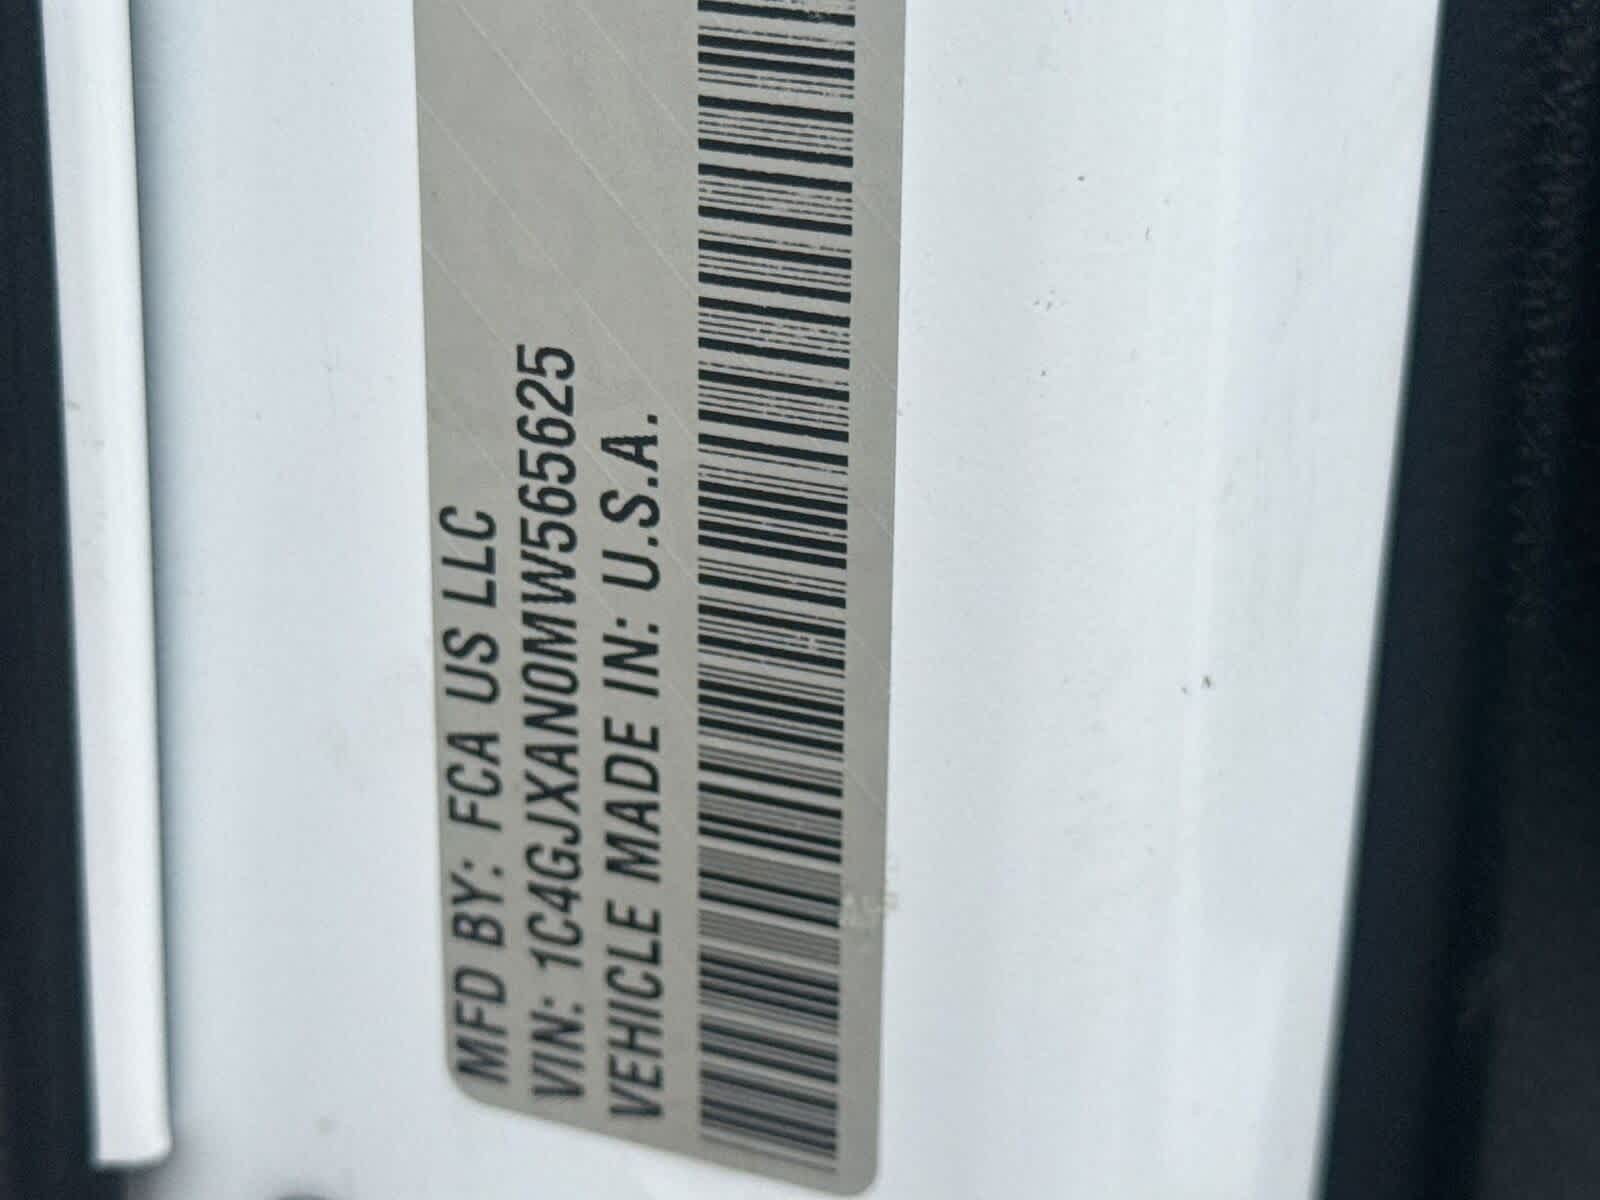 MFD BY: FCA US LLC
VIN: 1C4GJXAN0MW565625
VEHICLE MADE IN: U.S.A.